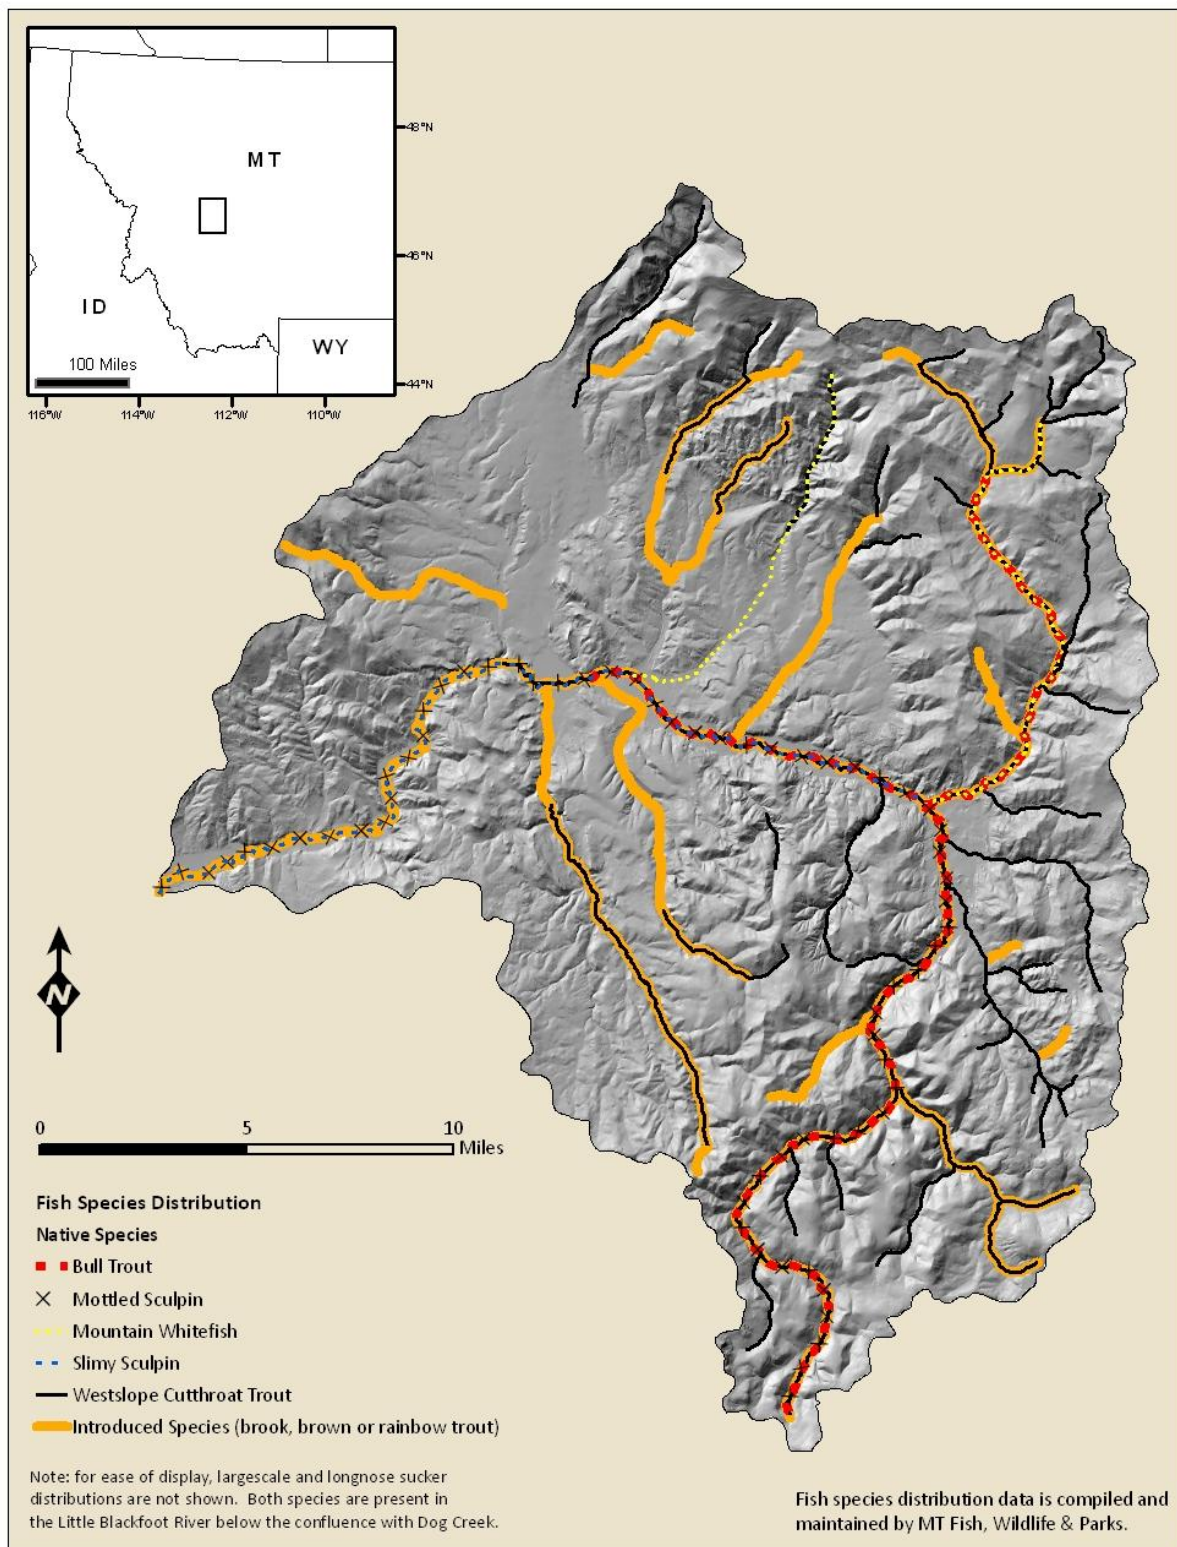 MT
ID
WY
100 Miles
48°N
46°N
44°N
116°W
114°W
112°W
110°W
N
0
5
10
Miles
Fish Species Distribution
Native Species
Bull Trout
Mottled Sculpin
Mountain Whitefish
Slimy Sculpin
Westslope Cutthroat Trout
Introduced Species (brook, brown or rainbow trout)
Note: for ease of display, largescale and longnose sucker
distributions are not shown. Both species are present in
the Little Blackfoot River below the confluence with Dog Creek.
Fish species distribution data is compiled and
maintained by MT Fish, Wildlife & Parks.